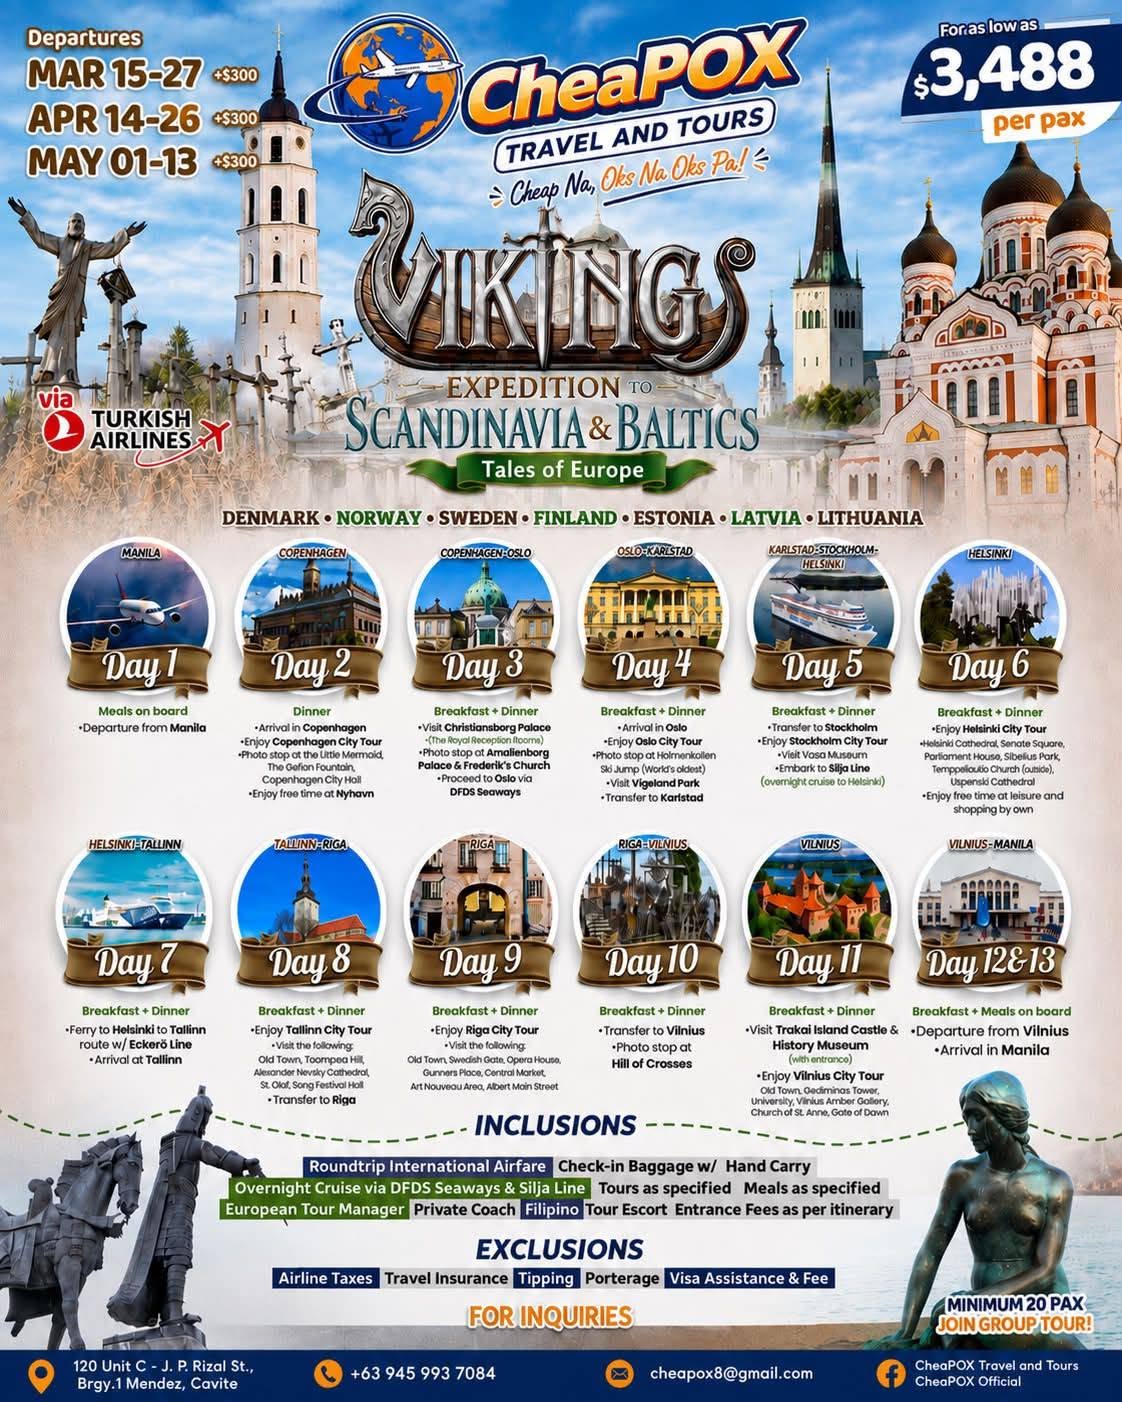 Departures
MAR 15-27 +$300
APR 14-26 +$300
MAY 01-13 +$300
CheaPOX
TRAVEL AND TOURS
Cheap Na, Oks Na Oks Pa!
For as low as
$3,488
per pax
VIKINGS
EXPEDITION TO
SCANDINAVIA & BALTICS
Tales of Europe
via
TURKISH
AIRLINES
DENMARK • NORWAY • SWEDEN • FINLAND • ESTONIA • LATVIA • LITHUANIA
MANILA
Day 1
Meals on board
•Departure from Manila
COPENHAGEN
Day 2
Dinner
•Arrival in Copenhagen
•Enjoy Copenhagen City Tour
•Photo stop at the Little Mermaid,
The Gefion Fountain,
Copenhagen City Hall
•Enjoy free time at Nyhavn
COPENHAGEN-OSLO
Day 3
Breakfast + Dinner
•Visit Christiansborg Palace
•(The Royal Reception Rooms)
•Photo stop at Amalienborg
Palace & Frederik's Church
•Proceed to Oslo via
DFDS Seaways
OSLO-KARLSTAD
Day 4
Breakfast + Dinner
•Arrival in Oslo
•Enjoy Oslo City Tour
•Photo stop at Holmenkollen
Ski Jump (World's oldest)
•Visit Vigeland Park
•Transfer to Karlstad
KARLSTAD-STOCKHOLM-
HELSINKI
Day 5
Breakfast + Dinner
•Transfer to Stockholm
•Enjoy Stockholm City Tour
•Visit Vasa Museum
•Embark to Silja Line
(overnight cruise to Helsinki)
HELSINKI
Day 6
Breakfast + Dinner
•Enjoy Helsinki City Tour
•Helsinki Cathedral, Senate Square,
Parliament House, Sibelius Park,
Temppeliautio Church (outside),
Uspenski Cathedral
•Enjoy free time at leisure and
shopping by own
HELSINKI-TALLINN
Day 7
Breakfast + Dinner
•Ferry to Helsinki to Tallinn
route w/ Eckerö Line
•Arrival at Tallinn
TALLINN-RIGA
Day 8
Breakfast + Dinner
•Enjoy Tallinn City Tour
•Visit the following:
Old Town, Toompea Hill,
Alexander Nevsky Cathedral,
St. Olaf, Song Festival Hall
•Transfer to Riga
RIGA
Day 9
Breakfast + Dinner
•Enjoy Riga City Tour
•Visit the following:
Old Town, Swedish Gate, Opera House,
Gunners Place, Central Market,
Art Nouveau Area, Albert Main Street
RIGA-VILNIUS
Day 10
Breakfast + Dinner
•Transfer to Vilnius
•Photo stop at
Hill of Crosses
VILNIUS
Day 11
Breakfast + Dinner
•Visit Trakai Island Castle &
History Museum
(with entrance)
•Enjoy Vilnius City Tour
Old Town, Gediminas Tower,
University, Vilnius Amber Gallery,
Church of St. Anne, Gate of Dawn
VILNIUS-MANILA
Day 12&13
Breakfast + Meals on board
•Departure from Vilnius
•Arrival in Manila
INCLUSIONS
Roundtrip International Airfare Check-in Baggage w/ Hand Carry
Overnight Cruise via DFDS Seaways & Silja Line Tours as specified Meals as specified
European Tour Manager Private Coach Filipino Tour Escort Entrance Fees as per itinerary
EXCLUSIONS
Airline Taxes Travel Insurance Tipping Porterage Visa Assistance & Fee
FOR INQUIRIES
MINIMUM 20 PAX
JOIN GROUP TOUR!
120 Unit C - J. P. Rizal St.,
Brgy.1 Mendez, Cavite
+63 945 993 7084
cheapox8@gmail.com
CheaPOX Travel and Tours
CheaPOX Official